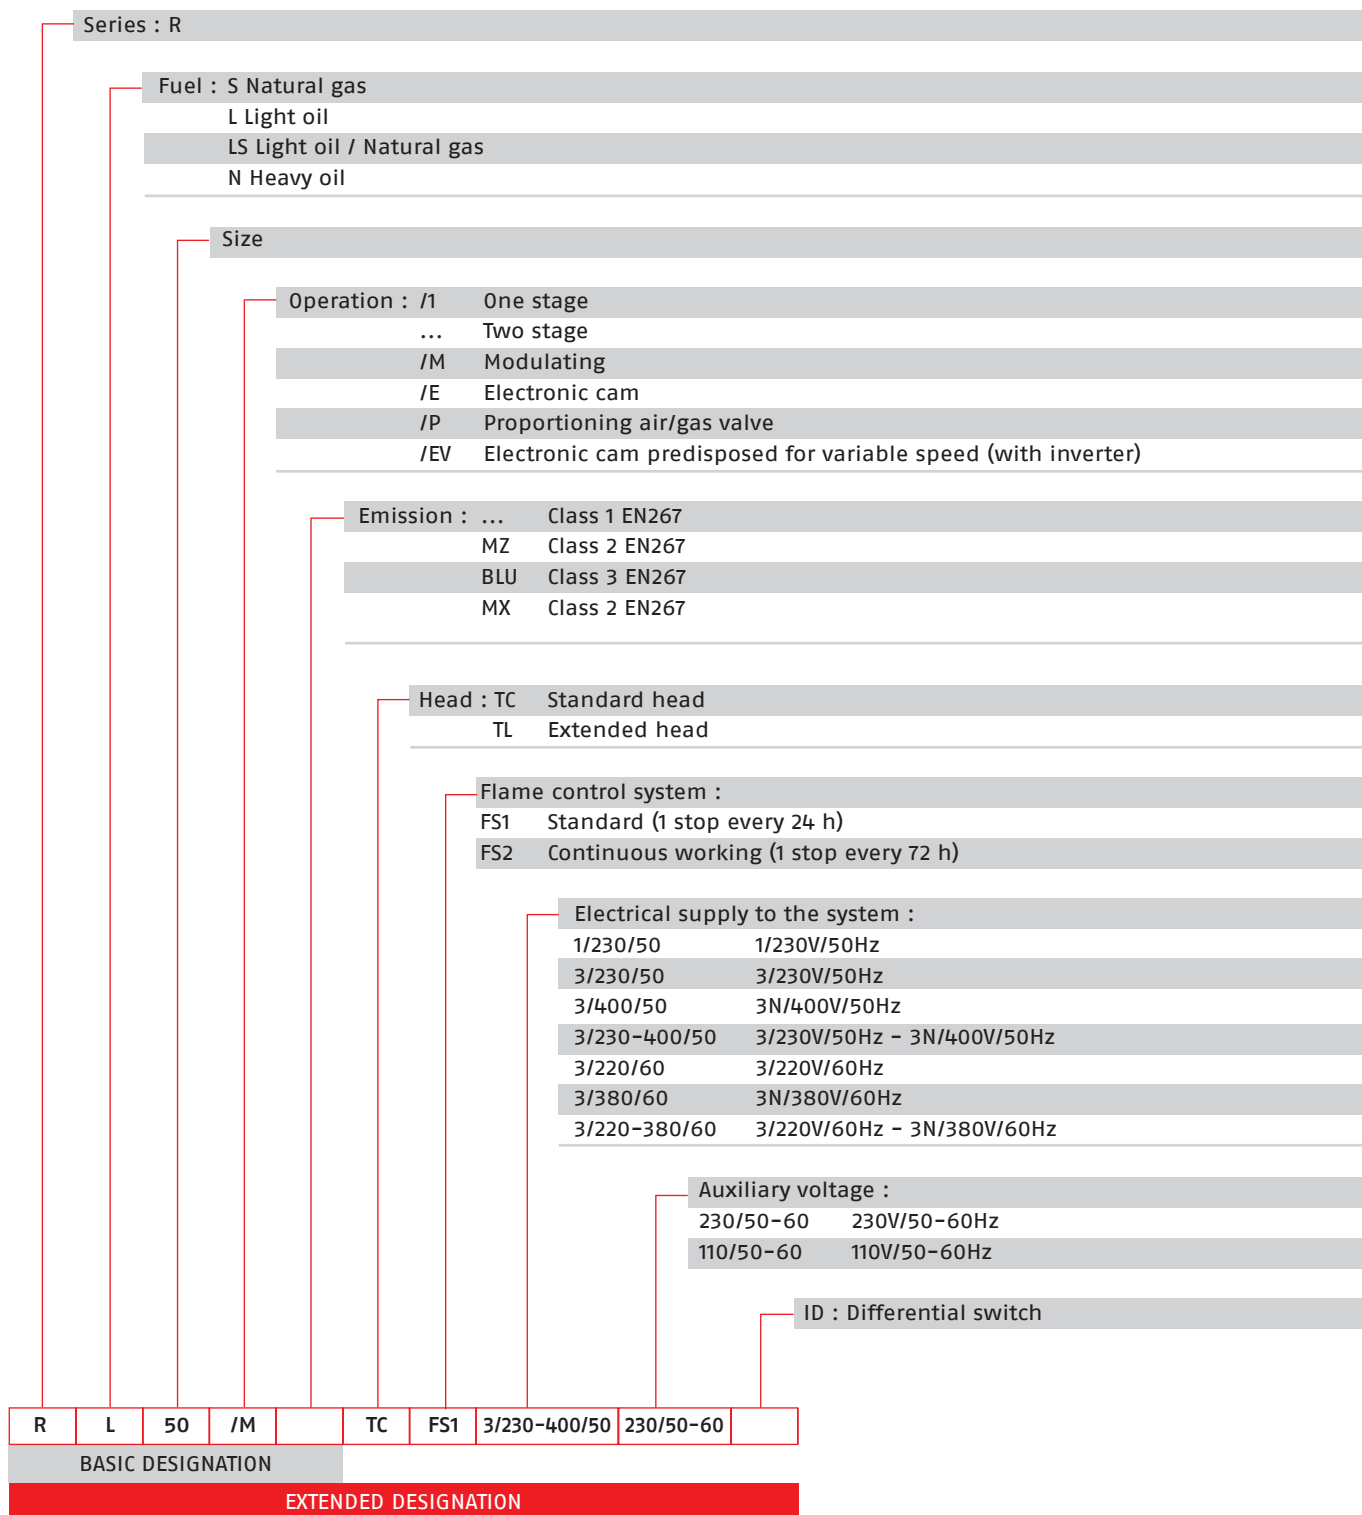 Series : R
Fuel : S Natural gas
L Light oil
LS Light oil / Natural gas
N Heavy oil
Size
Operation : /1 One stage
... Two stage
/M Modulating
/E Electronic cam
/P Proportioning air/gas valve
/EV Electronic cam predisposed for variable speed (with inverter)
Emission : ... Class 1 EN267
MZ Class 2 EN267
BLU Class 3 EN267
MX Class 2 EN267
Head : TC Standard head
TL Extended head
Flame control system :
FS1 Standard (1 stop every 24 h)
FS2 Continuous working (1 stop every 72 h)
Electrical supply to the system :
1/230/50 1/230V/50Hz
3/230/50 3/230V/50Hz
3/400/50 3N/400V/50Hz
3/230-400/50 3/230V/50Hz - 3N/400V/50Hz
3/220/60 3/220V/60Hz
3/380/60 3N/380V/60Hz
3/220-380/60 3/220V/60Hz - 3N/380V/60Hz
Auxiliary voltage :
230/50-60 230V/50-60Hz
110/50-60 110V/50-60Hz
ID : Differential switch
R L 50 /M TC FS1 3/230-400/50 230/50-60
BASIC DESIGNATION
EXTENDED DESIGNATION